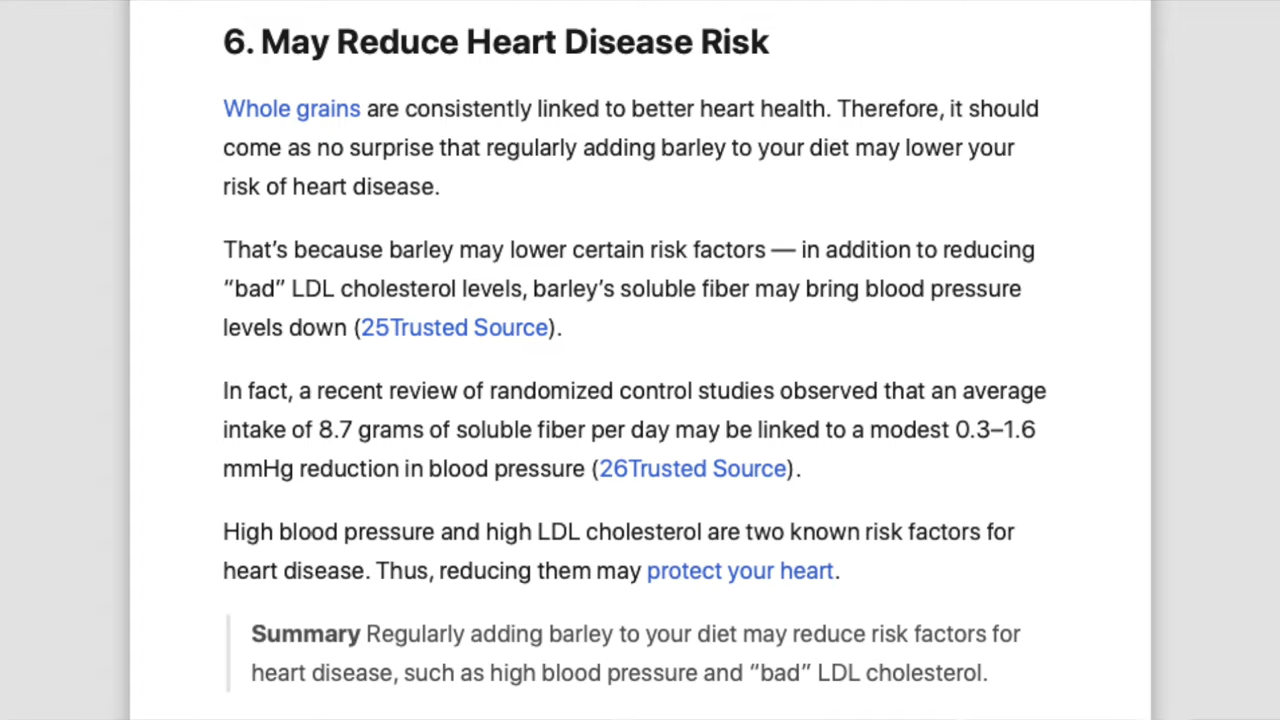 6. May Reduce Heart Disease Risk
Whole grains are consistently linked to better heart health. Therefore, it should
come as no surprise that regularly adding barley to your diet may lower your
risk of heart disease.
That’s because barley may lower certain risk factors — in addition to reducing
“bad” LDL cholesterol levels, barley’s soluble fiber may bring blood pressure
levels down (25Trusted Source).
In fact, a recent review of randomized control studies observed that an average
intake of 8.7 grams of soluble fiber per day may be linked to a modest 0.3–1.6
mmHg reduction in blood pressure (26Trusted Source).
High blood pressure and high LDL cholesterol are two known risk factors for
heart disease. Thus, reducing them may protect your heart.
Summary Regularly adding barley to your diet may reduce risk factors for
heart disease, such as high blood pressure and “bad” LDL cholesterol.